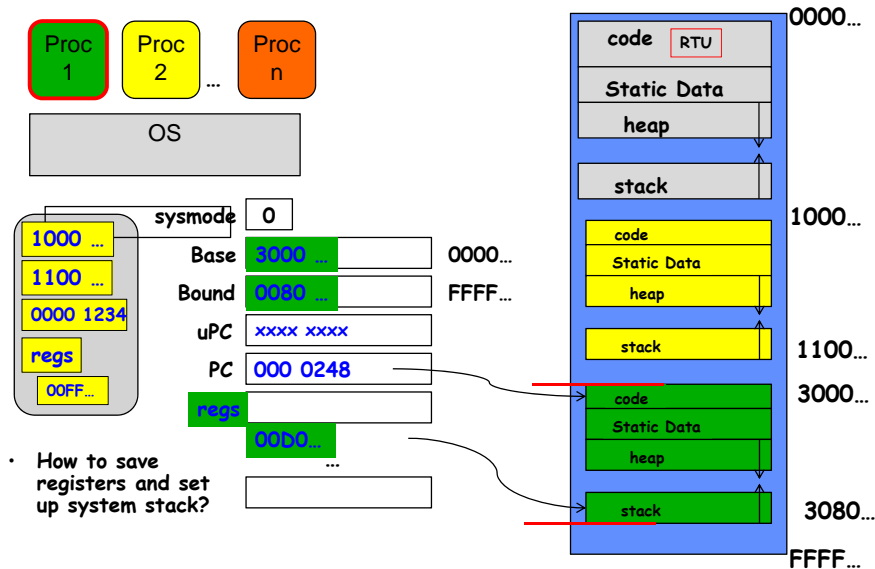 Proc 1
Proc 2
...
Proc n
OS
sysmode 0
Base 3000 ... 0000...
Bound 0080 ... FFFF...
uPC xxxx xxxx
PC 000 0248
regs
00D0...
...
1000 ...
1100 ...
0000 1234
regs
00FF...
• How to save
registers and set
up system stack?
0000...
code RTU
Static Data
heap
stack
1000...
code
Static Data
heap
stack
1100...
3000...
code
Static Data
heap
stack
3080...
FFFF...